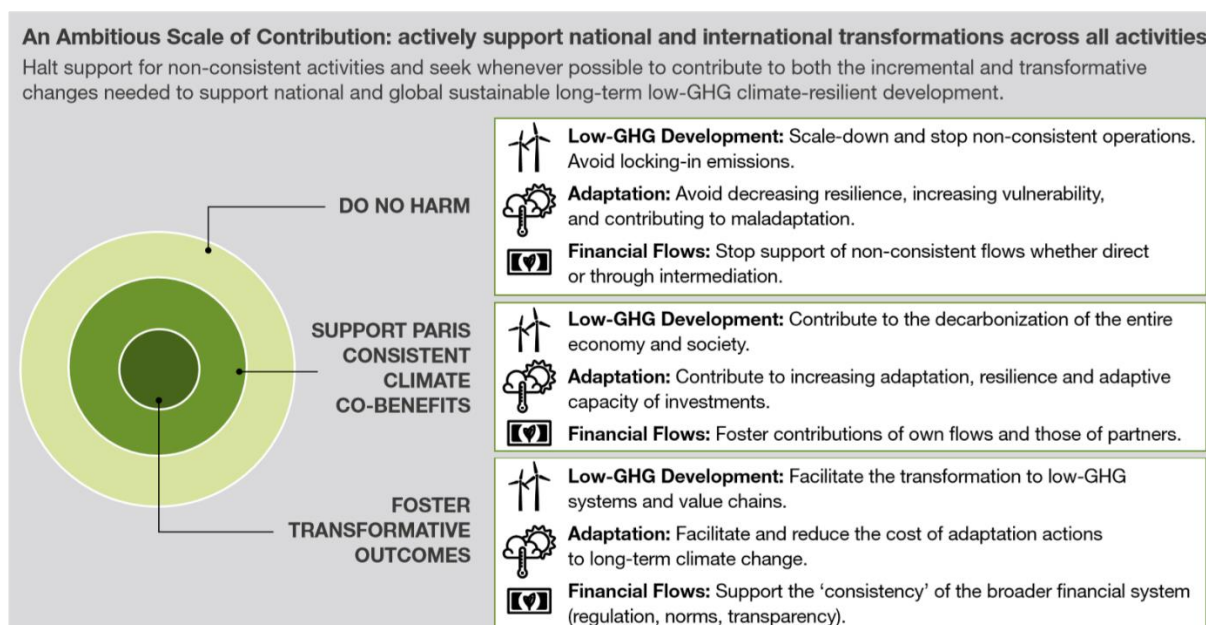 An Ambitious Scale of Contribution: actively support national and international transformations across all activities
Halt support for non-consistent activities and seek whenever possible to contribute to both the incremental and transformative
changes needed to support national and global sustainable long-term low-GHG climate-resilient development.
DO NO HARM
Low-GHG Development: Scale-down and stop non-consistent operations.
Avoid locking-in emissions.
Adaptation: Avoid decreasing resilience, increasing vulnerability,
and contributing to maladaptation.
Financial Flows: Stop support of non-consistent flows whether direct
or through intermediation.
SUPPORT PARIS
CONSISTENT
CLIMATE
CO-BENEFITS
Low-GHG Development: Contribute to the decarbonization of the entire
economy and society.
Adaptation: Contribute to increasing adaptation, resilience and adaptive
capacity of investments.
Financial Flows: Foster contributions of own flows and those of partners.
FOSTER
TRANSFORMATIVE
OUTCOMES
Low-GHG Development: Facilitate the transformation to low-GHG
systems and value chains.
Adaptation: Facilitate and reduce the cost of adaptation actions
to long-term climate change.
Financial Flows: Support the ‘consistency’ of the broader financial system
(regulation, norms, transparency).